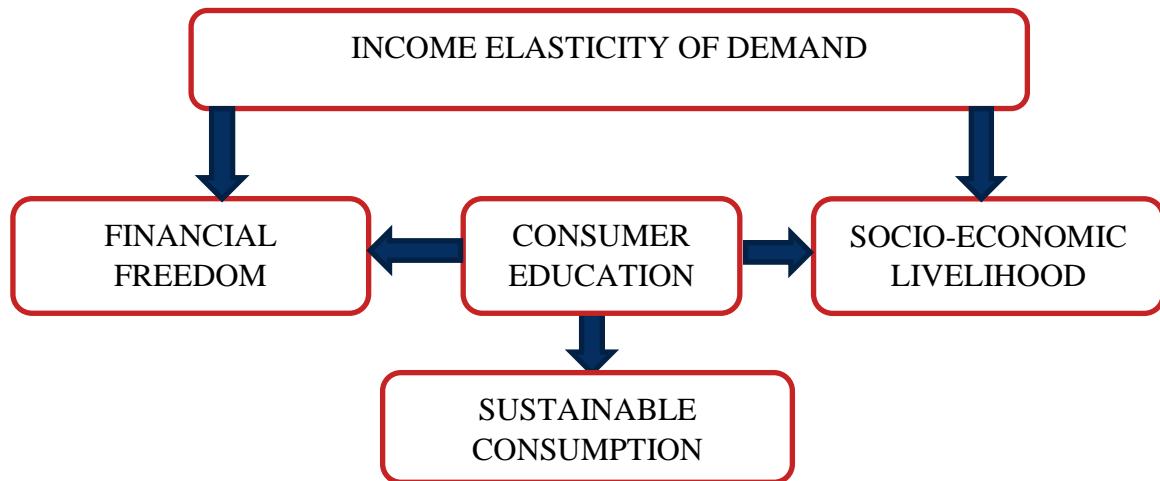 INCOME ELASTICITY OF DEMAND
FINANCIAL
FREEDOM
CONSUMER
EDUCATION
SOCIO-ECONOMIC
LIVELIHOOD
SUSTAINABLE
CONSUMPTION